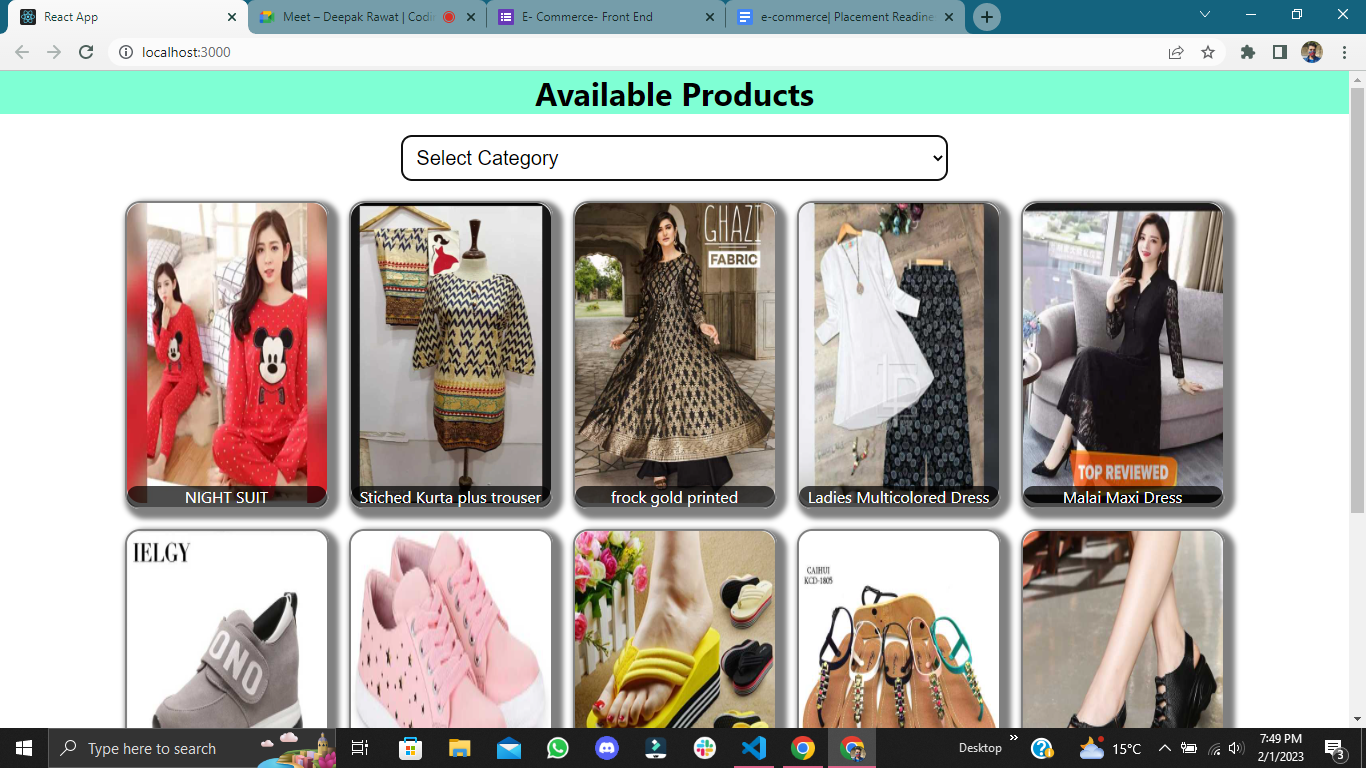 React App
Meet – Deepak Rawat | Codi
E- Commerce- Front End
e-commerce| Placement Readine
localhost:3000
Available Products
Select Category
GHAZI
FABRIC
TOP REVIEWED
NIGHT SUIT
Stiched Kurta plus trouser
frock gold printed
Ladies Multicolored Dress
Malai Maxi Dress
IELGY
ONO
CAIHUI
KCD-1805
Type here to search
Desktop
15°C
7:49 PM
2/1/2023
3